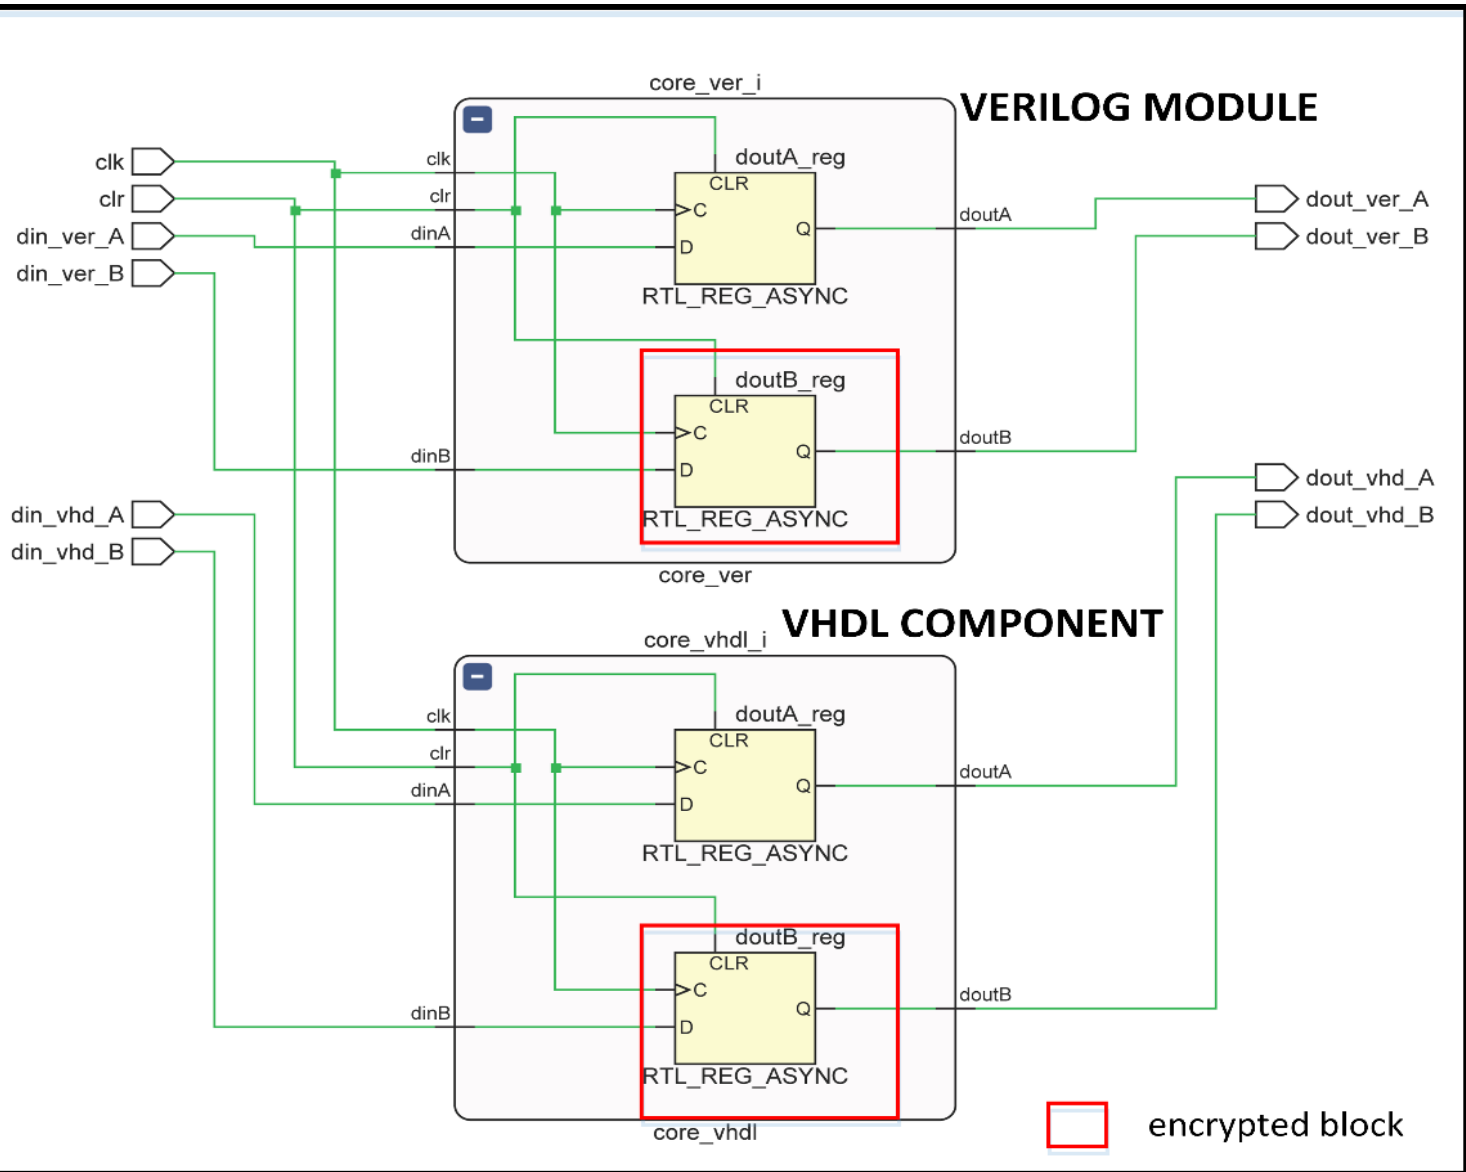 core_ver_i
VERILOG MODULE
clk
clr
din_ver_A
din_ver_B
clk
clr
dinA
doutA_reg
CLR
C
D
Q
RTL_REG_ASYNC
doutA
dout_ver_A
dout_ver_B
doutB_reg
CLR
C
D
Q
RTL_REG_ASYNC
dinB
doutB
core_ver
din_vhd_A
din_vhd_B
dout_vhd_A
dout_vhd_B
VHDL COMPONENT
core_vhdl_i
clk
clr
dinA
doutA_reg
CLR
C
D
Q
RTL_REG_ASYNC
doutA
doutB_reg
CLR
C
D
Q
RTL_REG_ASYNC
dinB
doutB
core_vhdl
encrypted block